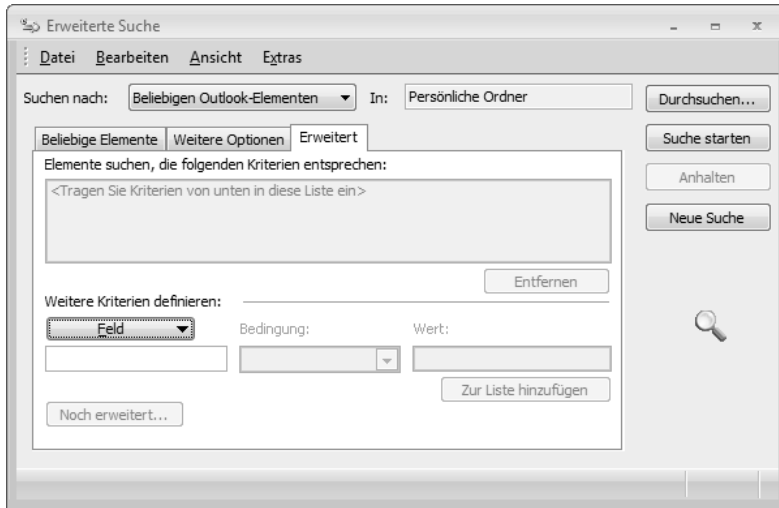 Erweiterte Suche
Datei Bearbeiten Ansicht Extras
Suchen nach: Beliebigen Outlook-Elementen In: Persönliche Ordner Durchsuchen...
Beliebige Elemente Weitere Optionen Erweitert Suche starten
Elemente suchen, die folgenden Kriterien entsprechen:
<Tragen Sie Kriterien von unten in diese Liste ein> Anhalten
Neue Suche
Entfernen
Weitere Kriterien definieren:
Feld Bedingung: Wert:
Zur Liste hinzufügen
Noch erweitert...